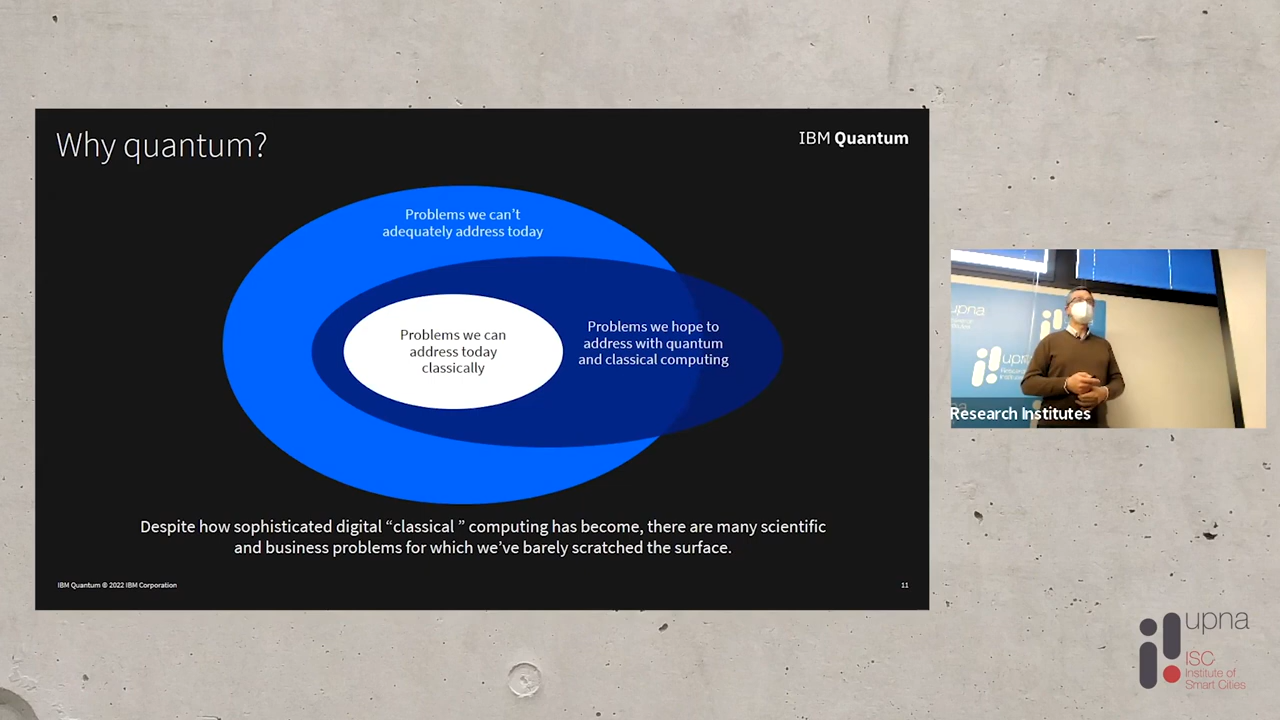 Why quantum?
IBM Quantum
Problems we can't
adequately address today
Problems we can
address today
classically
Problems we hope to
address with quantum
and classical computing
Despite how sophisticated digital “classical ” computing has become, there are many scientific
and business problems for which we've barely scratched the surface.
IBM Quantum © 2022 IBM Corporation
11
upna
upna
Research Institutes
upna
ISC
Institute of
Smart Cities